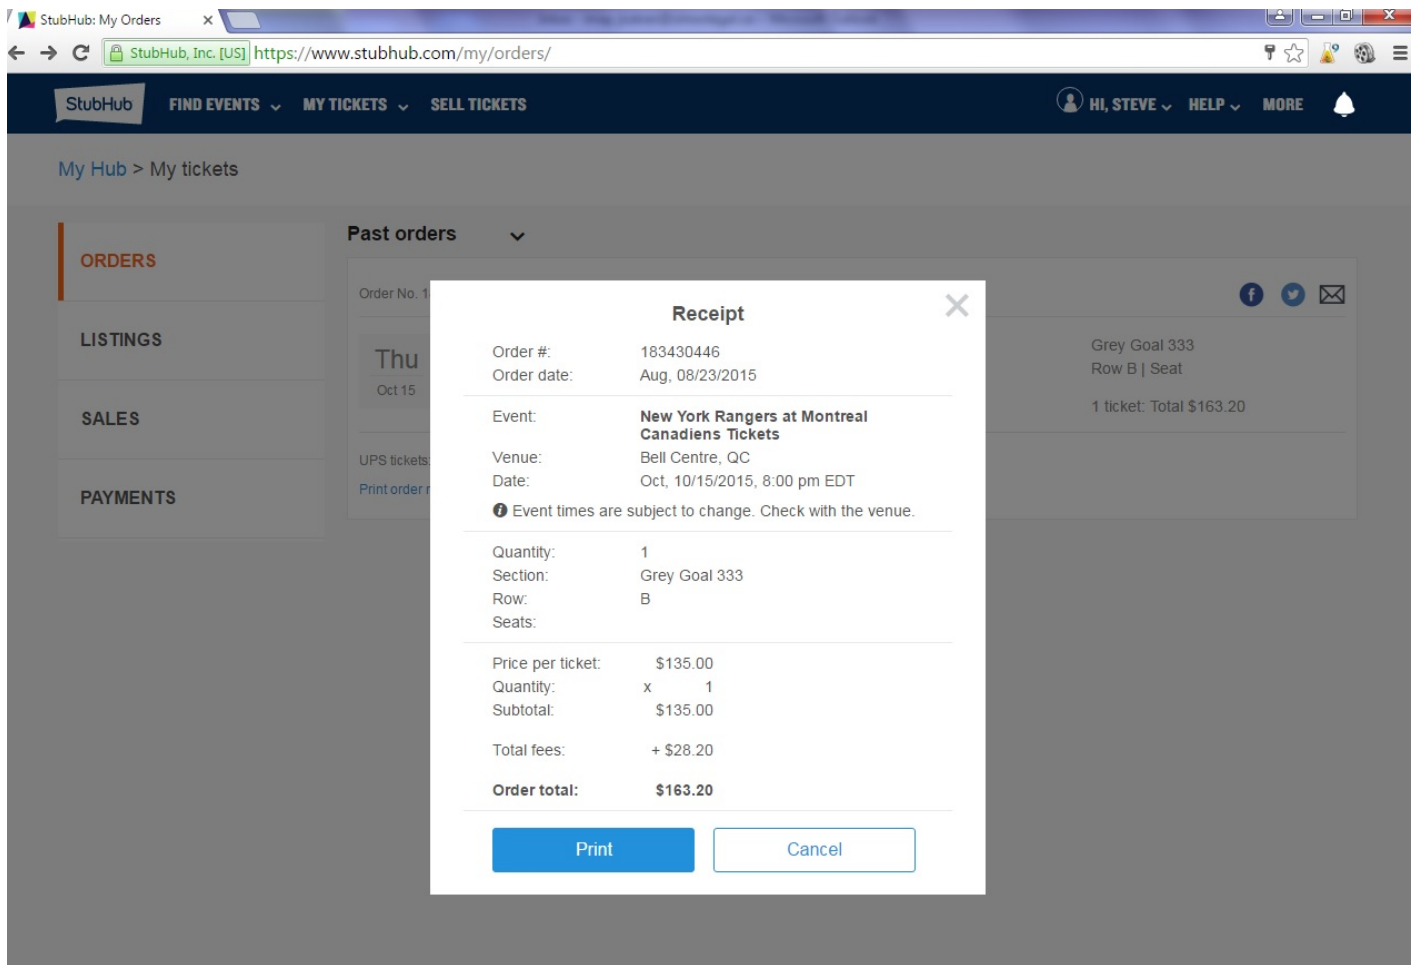 StubHub: My Orders
StubHub, Inc. [US] https://www.stubhub.com/my/orders/
StubHub FIND EVENTS MY TICKETS SELL TICKETS HI, STEVE HELP MORE
My Hub > My tickets
ORDERS
LISTINGS
SALES
PAYMENTS
Past orders
Order No. 1
Thu
Oct 15
UPS tickets:
Print order r
Grey Goal 333
Row B | Seat
1 ticket: Total $163.20
Receipt
Order #: 183430446
Order date: Aug, 08/23/2015
Event: New York Rangers at Montreal
Canadiens Tickets
Venue: Bell Centre, QC
Date: Oct, 10/15/2015, 8:00 pm EDT
Event times are subject to change. Check with the venue.
Quantity: 1
Section: Grey Goal 333
Row: B
Seats:
Price per ticket: $135.00
Quantity: x 1
Subtotal: $135.00
Total fees: + $28.20
Order total: $163.20
Print Cancel